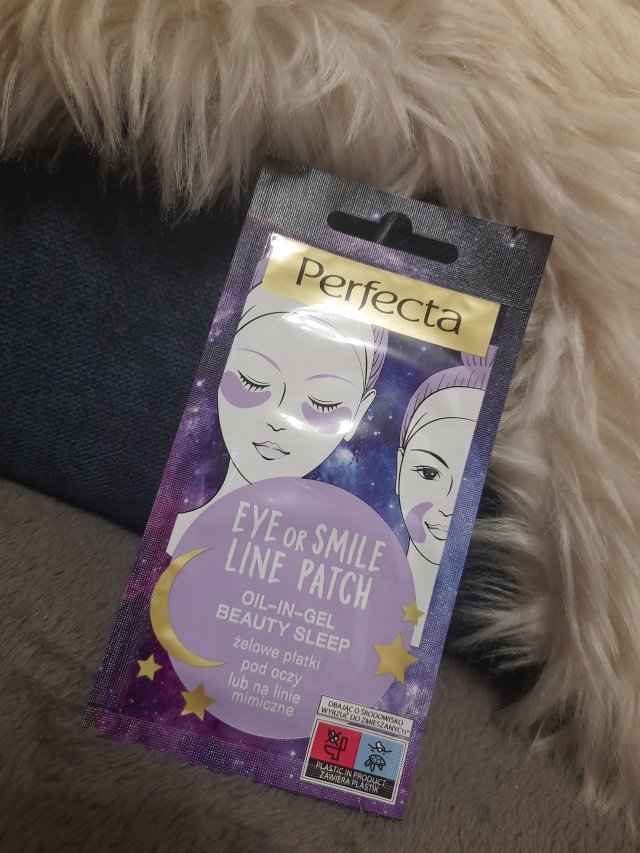 Perfecta
EYE OR SMILE
LINE PATCH
OIL-IN-GEL
BEAUTY SLEEP
żelowe płatki
pod oczy
lub na linie
mimiczne
DBAJĄC O ŚRODOWISKO
WYRZUĆ DO ZMIESZANYCH*
PLASTIC IN PRODUCT
ZAWIERA PLASTIK